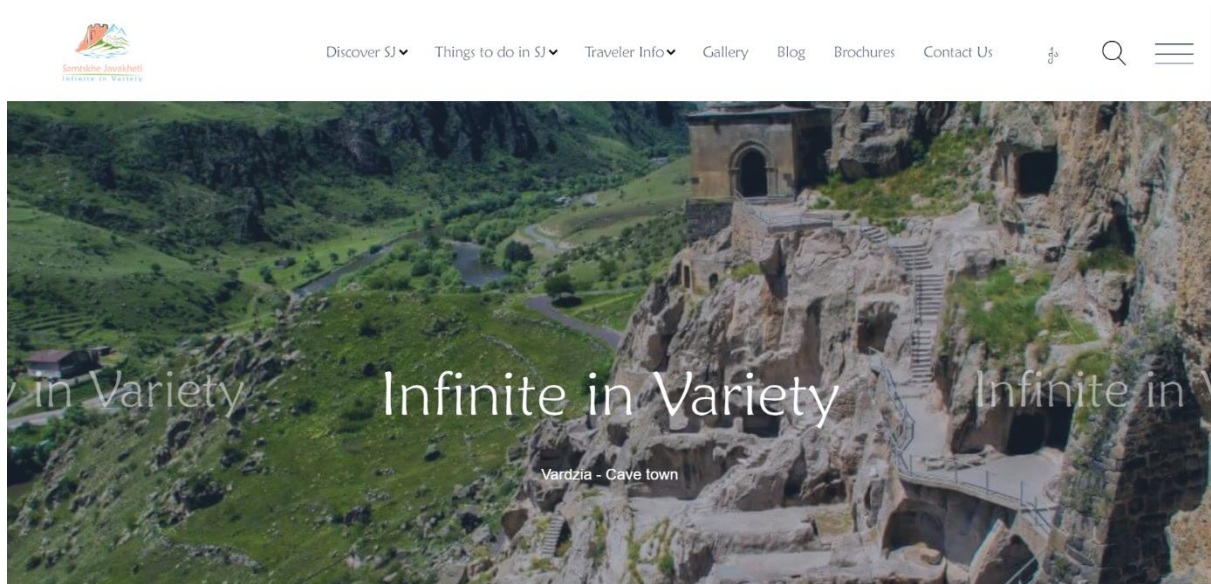 Samtskhe Javakheti
Infinite in Variety
Discover SJ
Things to do in SJ
Traveler Info
Gallery
Blog
Brochures
Contact Us
ქა
y in Variety
Infinite in Variety
Infinite in V
Vardzia - Cave town